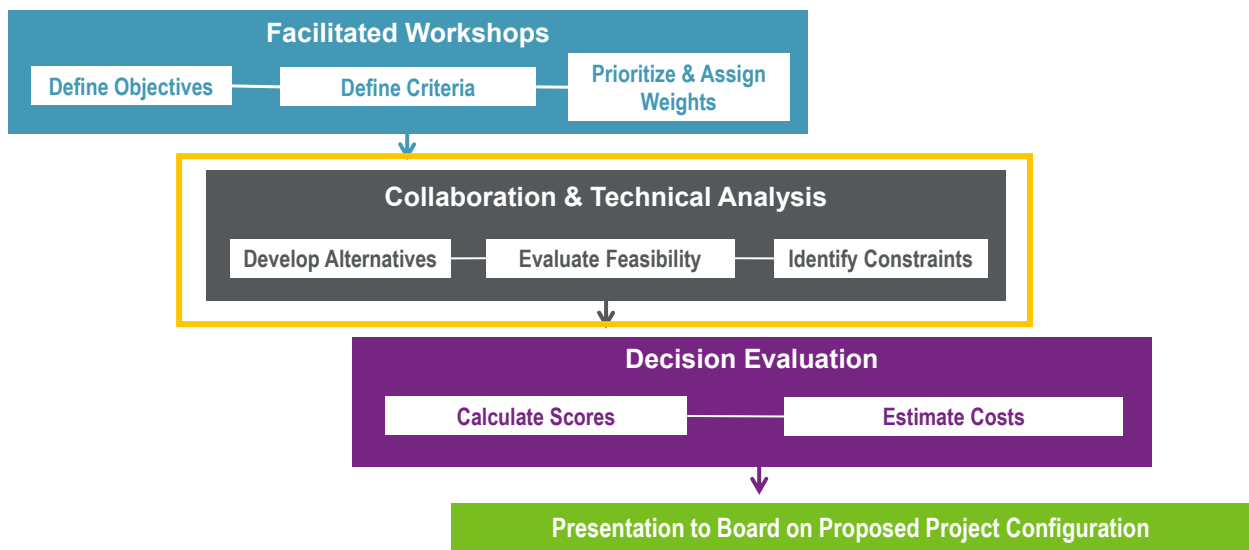 Facilitated Workshops
Define Objectives
Define Criteria
Prioritize & Assign
Weights
Collaboration & Technical Analysis
Develop Alternatives
Evaluate Feasibility
Identify Constraints
Decision Evaluation
Calculate Scores
Estimate Costs
Presentation to Board on Proposed Project Configuration